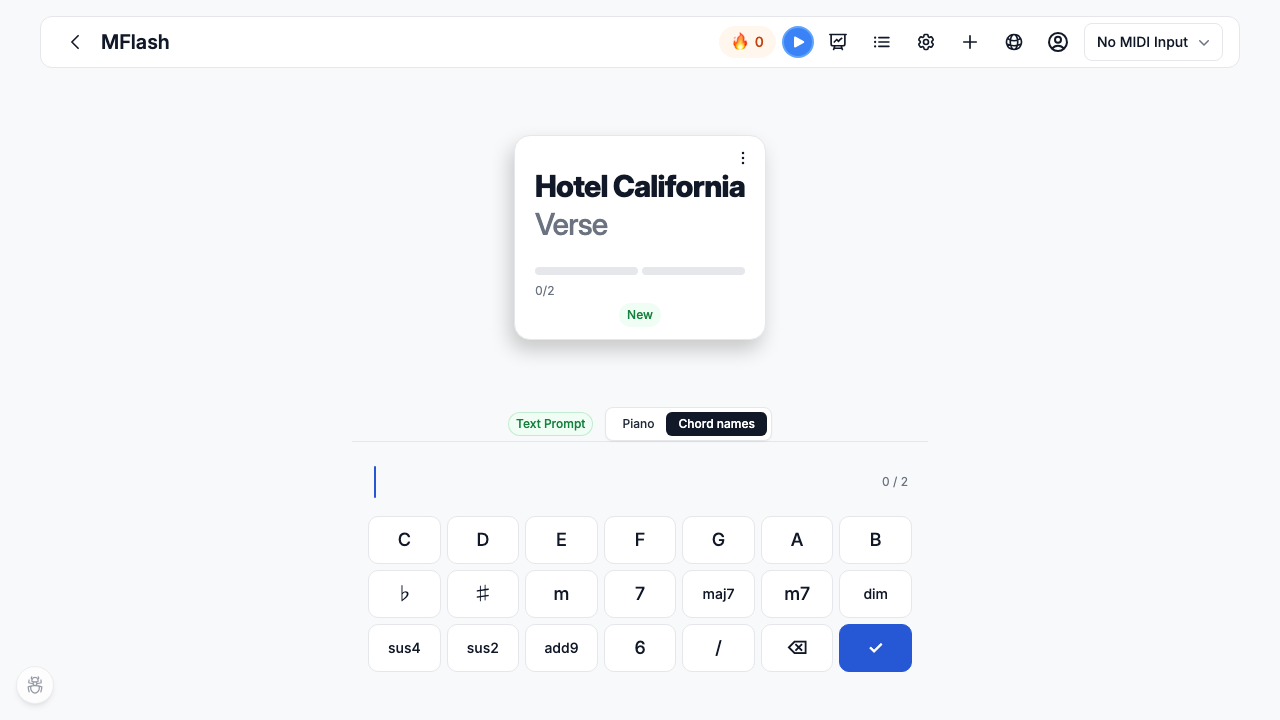 MFlash
🔥 0
No MIDI Input
Hotel California
Verse
0/2
New
Text Prompt
Piano
Chord names
0 / 2
C D E F G A B
♭ ♯ m 7 maj7 m7 dim
sus4 sus2 add9 6 /